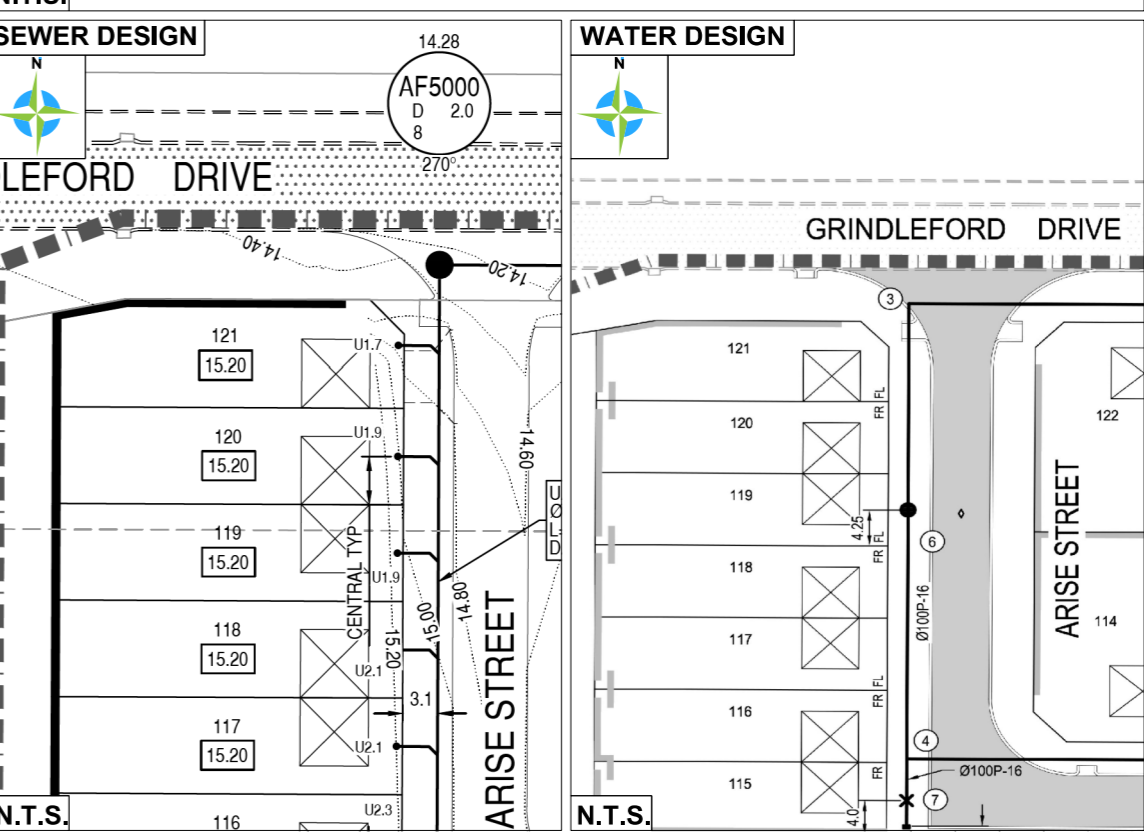 N.T.S.
SEWER DESIGN
N
14.28
AF5000
D 2.0
8
270°
DLEFORD DRIVE
14.40
14.20
121
15.20
U1.7
120
15.20
U1.9
14.60
119
15.20
CENTRAL TYP
U1.9
U
Ø
L
D
118
15.20
15.20
15.00
14.80
U2.1
3.1
117
15.20
U2.1
ARISE STREET
116
U2.3
N.T.S.
WATER DESIGN
N
GRINDLEFORD DRIVE
3
121
FR FL
120
122
119
4.25
6
FR FL
118
Ø100P-16
ARISE STREET
117
114
FR FL
116
4
115
FR
Ø100P-16
7
4.0
N.T.S.